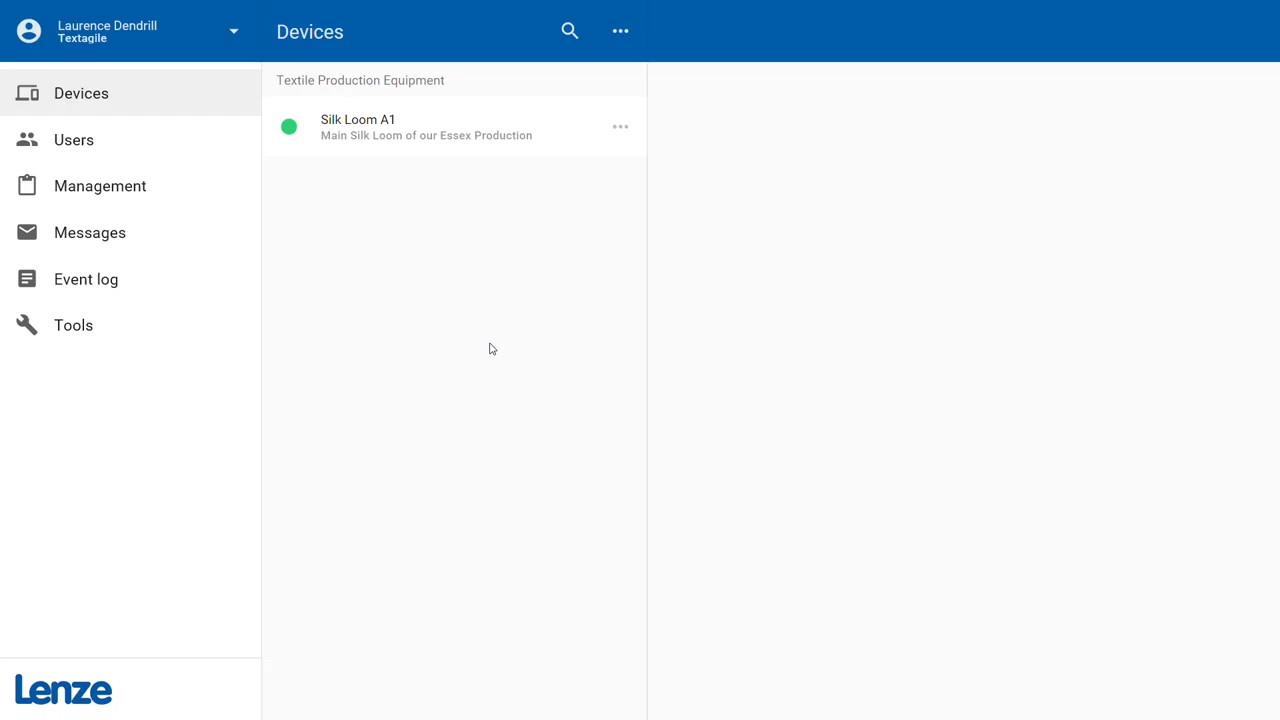 Laurence Dendrill
Textagile
Devices
Users
Management
Messages
Event log
Tools
Lenze
Devices
Textile Production Equipment
Silk Loom A1
Main Silk Loom of our Essex Production